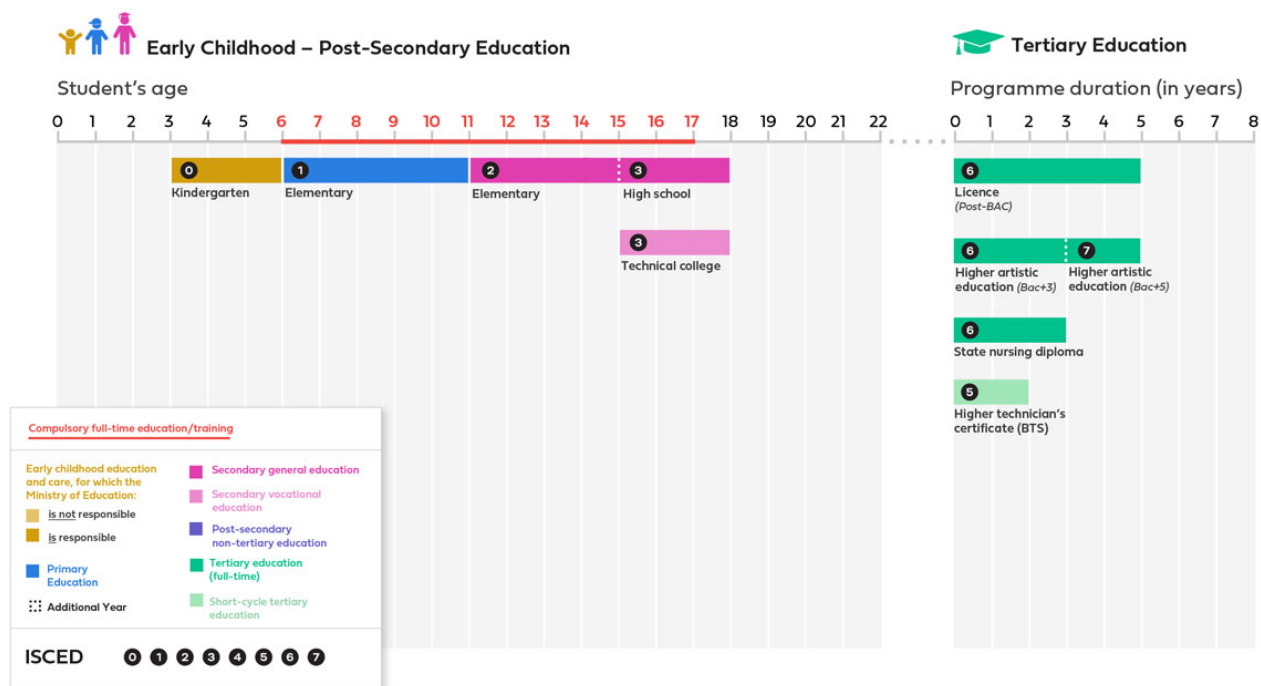 Early Childhood – Post-Secondary Education
Tertiary Education
Student's age
Programme duration (in years)
0 1 2 3 4 5 6 7 8 9 10 11 12 13 14 15 16 17 18 19 20 21 22
0 1 2 3 4 5 6 7 8
0
Kindergarten
1
Elementary
2
Elementary
3
High school
3
Technical college
6
Licence
(Post-BAC)
6
Higher artistic
education (Bac+3)
7
Higher artistic
education (Bac+5)
6
State nursing diploma
5
Higher technician's
certificate (BTS)
Compulsory full-time education/training
Early childhood education
and care, for which the
Ministry of Education:
is not responsible
is responsible
Primary
Education
Additional Year
Secondary general education
Secondary vocational
education
Post-secondary
non-tertiary education
Tertiary education
(full-time)
Short-cycle tertiary
education
ISCED 0 1 2 3 4 5 6 7